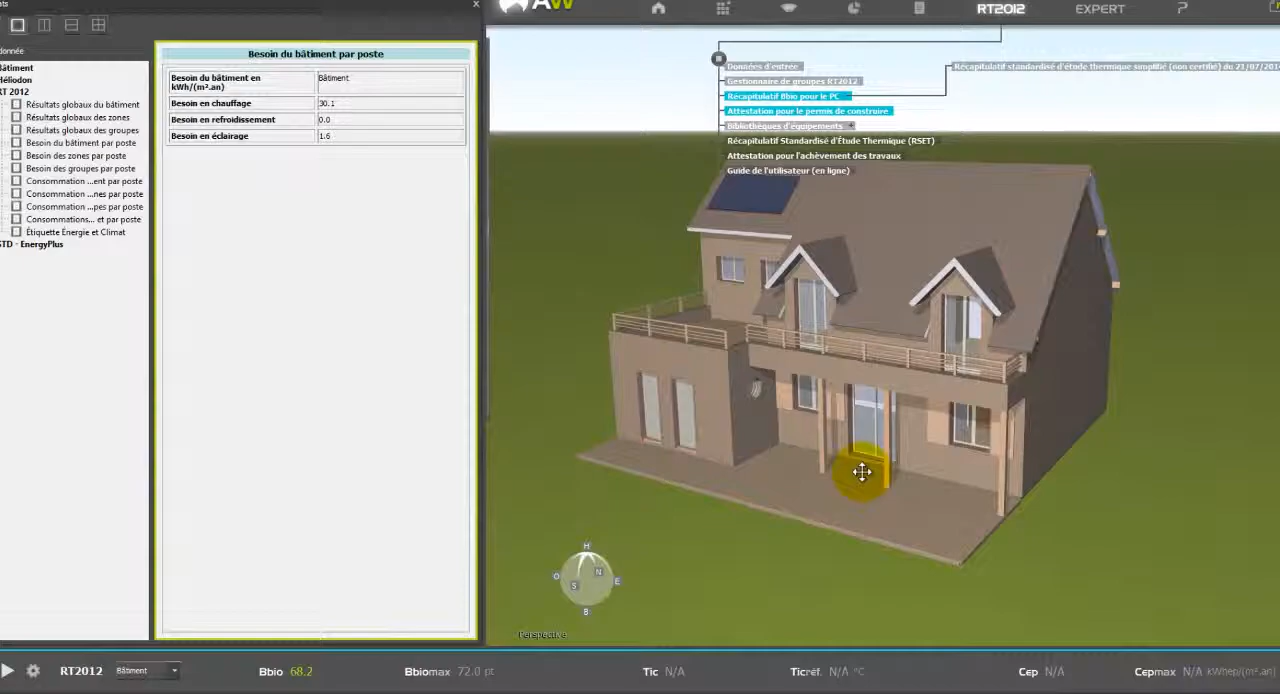 AW
RT2012
EXPERT
?
Besoin du bâtiment par poste
Besoin du bâtiment en
kWh/(m².an)
Bâtiment
Besoin en chauffage
30.1
Besoin en refroidissement
0.0
Besoin en éclairage
1.6
Résultats globaux du bâtiment
Résultats globaux des zones
Résultats globaux des groupes
Besoin du bâtiment par poste
Besoin des zones par poste
Besoin des groupes par poste
Consommation ...ent par poste
Consommation ...nes par poste
Consommation ...pes par poste
Consommations... et par poste
Étiquette Énergie et Climat
STD - EnergyPlus
âtiment
Héliodon
RT 2012
onnée
Données d'entrée
Gestionnaire de groupes RT2012
Récapitulatif Bbio pour le PC
Attestation pour le permis de construire
Bibliothèques d'équipements +
Récapitulatif Standardisé d'Étude Thermique (RSET)
Attestation pour l'achèvement des travaux
Guide de l'utilisateur (en ligne)
Récapitulatif standardisé d'étude thermique simplifié (non certifié) du 21/07/201
H
O
N
S
E
B
Perspective
RT2012
Bâtiment
Bbio 68.2
Bbiomax 72.0 pt
Tic N/A
Ticréf. N/A °C
Cep N/A
Cepmax N/A kWhep/(m².an)